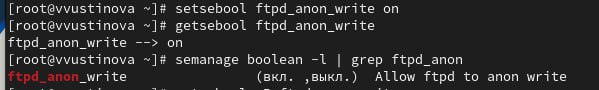 [root@vvustinova ~]# setsebool ftpd_anon_write on
[root@vvustinova ~]# getsebool ftpd_anon_write
ftpd_anon_write --> on
[root@vvustinova ~]# semanage boolean -l | grep ftpd_anon
ftpd_anon_write                (вкл. ,выкл.)  Allow ftpd to anon write